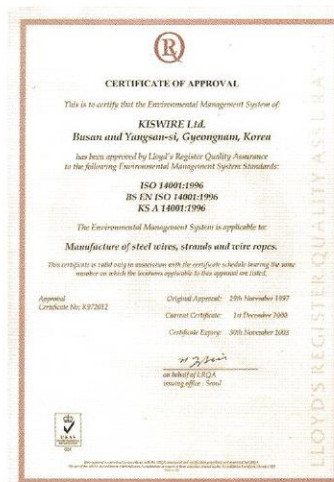 CERTIFICATE OF APPROVAL
This is to certify that the Environmental Management System of:
KISWIRE Ltd.
Busan and Yangsan-si, Gyeongnam, Korea
has been approved by Lloyd's Register Quality Assurance
to the following Environmental Management System Standards:
ISO 14001:1996
BS EN ISO 14001:1996
KS A 14001:1996
The Environmental Management System is applicable to:
Manufacture of steel wires, strands and wire ropes.
This certificate is valid only in association with the certificate schedule bearing the same
number on which the locations applicable to this approval are listed.
Approval
Certificate No: K972652
Original Approval: 29th November 1997
Current Certificate: 1st December 2000
Certificate Expiry: 30th November 2003
on behalf of LRQA
issuing office : Seoul
UKAS
LLOYD'S REGISTER QUALITY ASSURANCE